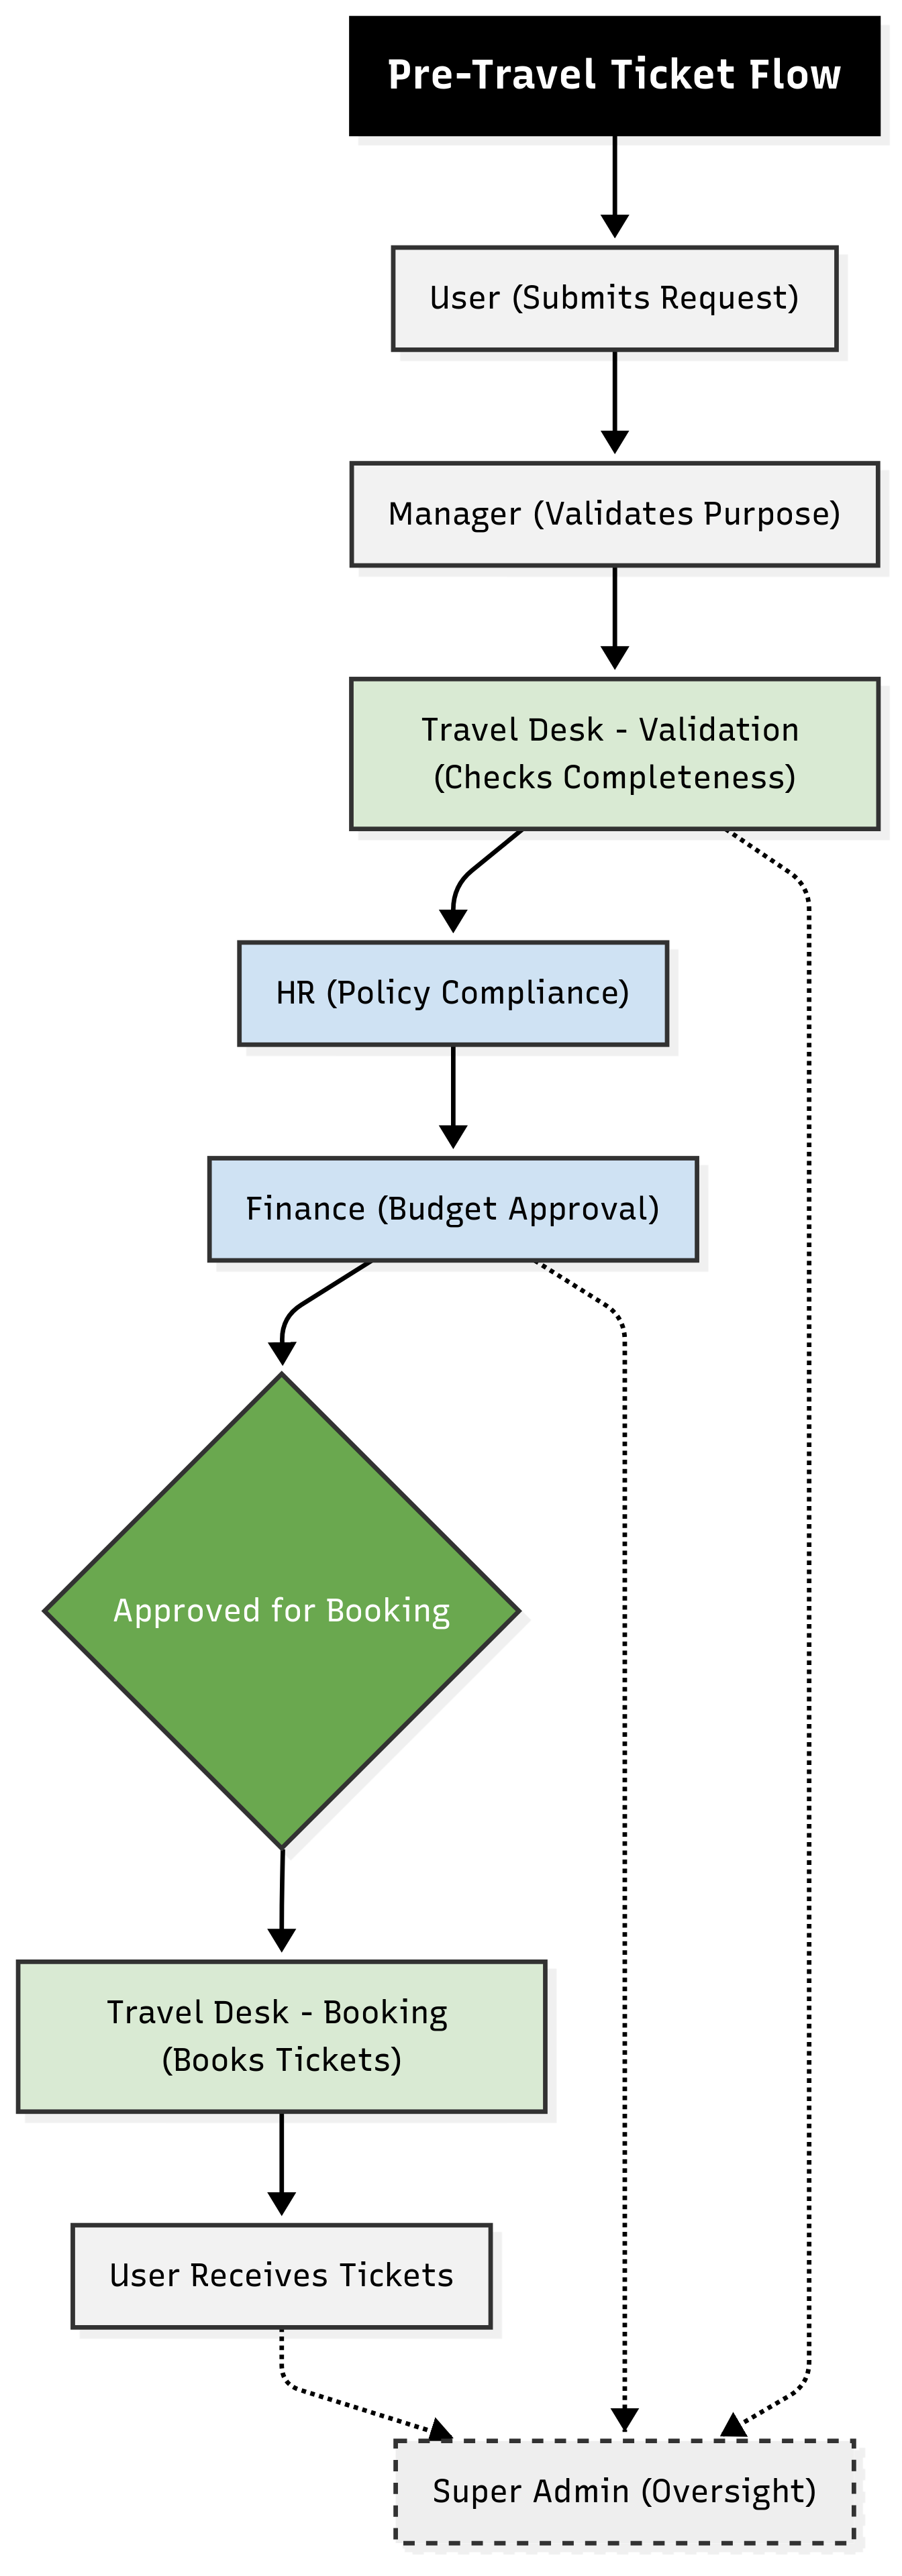 Pre-Travel Ticket Flow
User (Submits Request)
Manager (Validates Purpose)
Travel Desk - Validation
(Checks Completeness)
HR (Policy Compliance)
Finance (Budget Approval)
Approved for Booking
Travel Desk - Booking
(Books Tickets)
User Receives Tickets
Super Admin (Oversight)